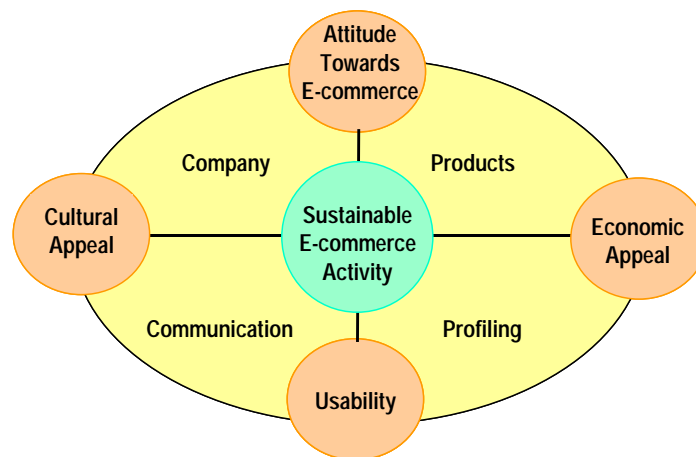 Attitude
Towards
E-commerce
Company
Products
Cultural
Appeal
Sustainable
E-commerce
Activity
Economic
Appeal
Communication
Profiling
Usability